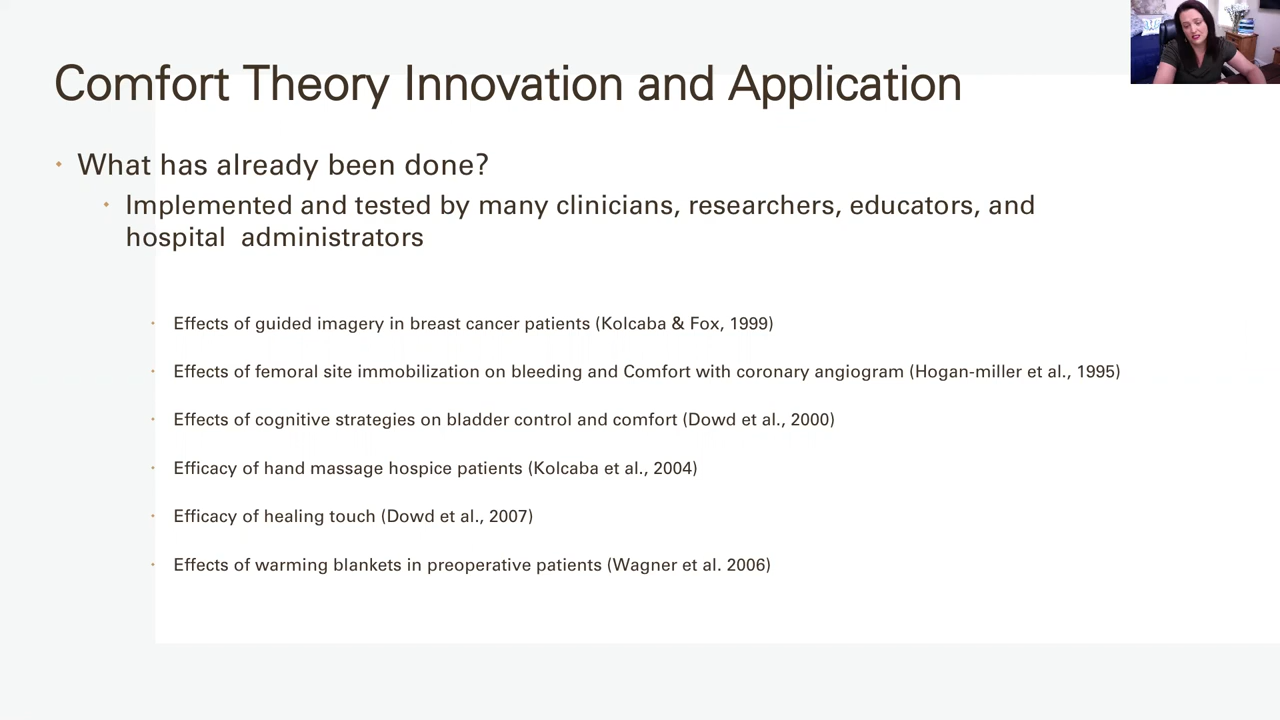 Comfort Theory Innovation and Application
• What has already been done?
• Implemented and tested by many clinicians, researchers, educators, and
hospital  administrators
• Effects of guided imagery in breast cancer patients (Kolcaba & Fox, 1999)
• Effects of femoral site immobilization on bleeding and Comfort with coronary angiogram (Hogan-miller et al., 1995)
• Effects of cognitive strategies on bladder control and comfort (Dowd et al., 2000)
• Efficacy of hand massage hospice patients (Kolcaba et al., 2004)
• Efficacy of healing touch (Dowd et al., 2007)
• Effects of warming blankets in preoperative patients (Wagner et al. 2006)